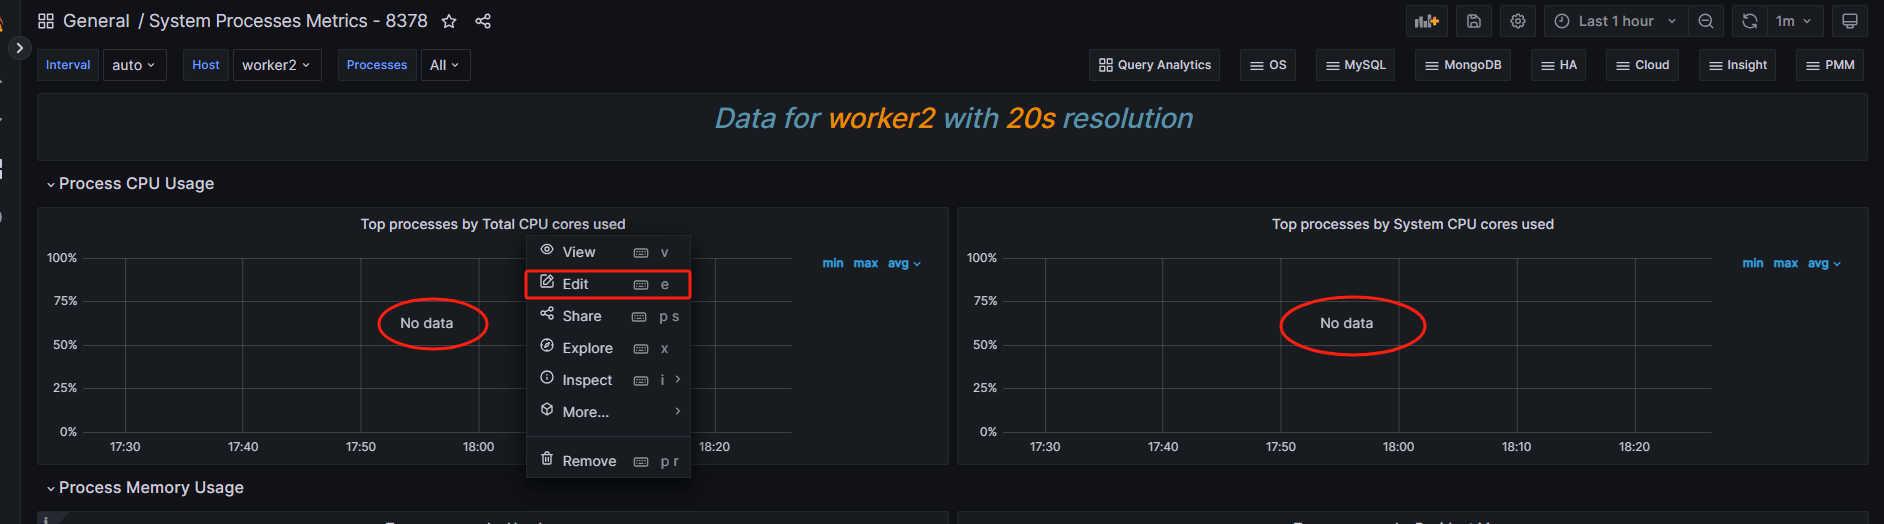 General / System Processes Metrics - 8378
Last 1 hour
1m
Interval auto Host worker2 Processes All
Query Analytics OS MySQL MongoDB HA Cloud Insight PMM
Data for worker2 with 20s resolution
Process CPU Usage
Top processes by Total CPU cores used
100%
75%
50%
25%
0%
17:30 17:40 17:50 18:00 18:20
No data
min max avg
View v
Edit e
Share p s
Explore x
Inspect i
More...
Remove p r
Top processes by System CPU cores used
100%
75%
50%
25%
0%
17:30 17:40 17:50 18:00 18:10 18:20
No data
min max avg
Process Memory Usage